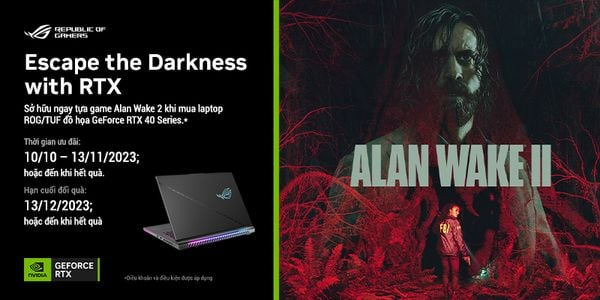 REPUBLIC OF
GAMERS
Escape the Darkness
with RTX
Sở hữu ngay tựa game Alan Wake 2 khi mua laptop
ROG/TUF đồ họa GeForce RTX 40 Series.*
Thời gian ưu đãi:
10/10 – 13/11/2023;
hoặc đến khi hết quà.
Hạn cuối đổi quà:
13/12/2023;
hoặc đến khi hết quà
NVIDIA
GEFORCE
RTX
*Điều khoản và điều kiện được áp dụng
ALAN WAKE II
FBI